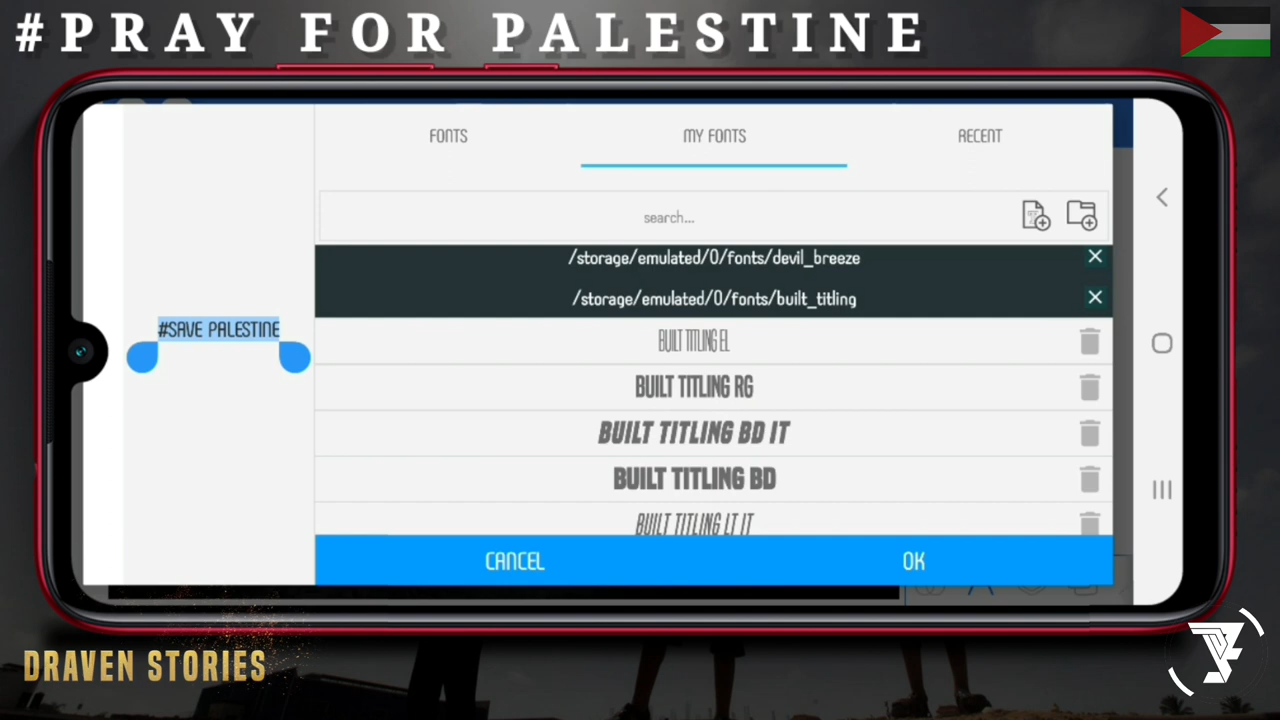 #PRAY FOR PALESTINE
FONTS
MY FONTS
RECENT
search...
/storage/emulated/0/fonts/devil_breeze
/storage/emulated/0/fonts/built_titling
#SAVE PALESTINE
BUILT TITLING EL
BUILT TITLING RG
BUILT TITLING BD IT
BUILT TITLING BD
BUILT TITLING LT IT
CANCEL
OK
DRAVEN STORIES